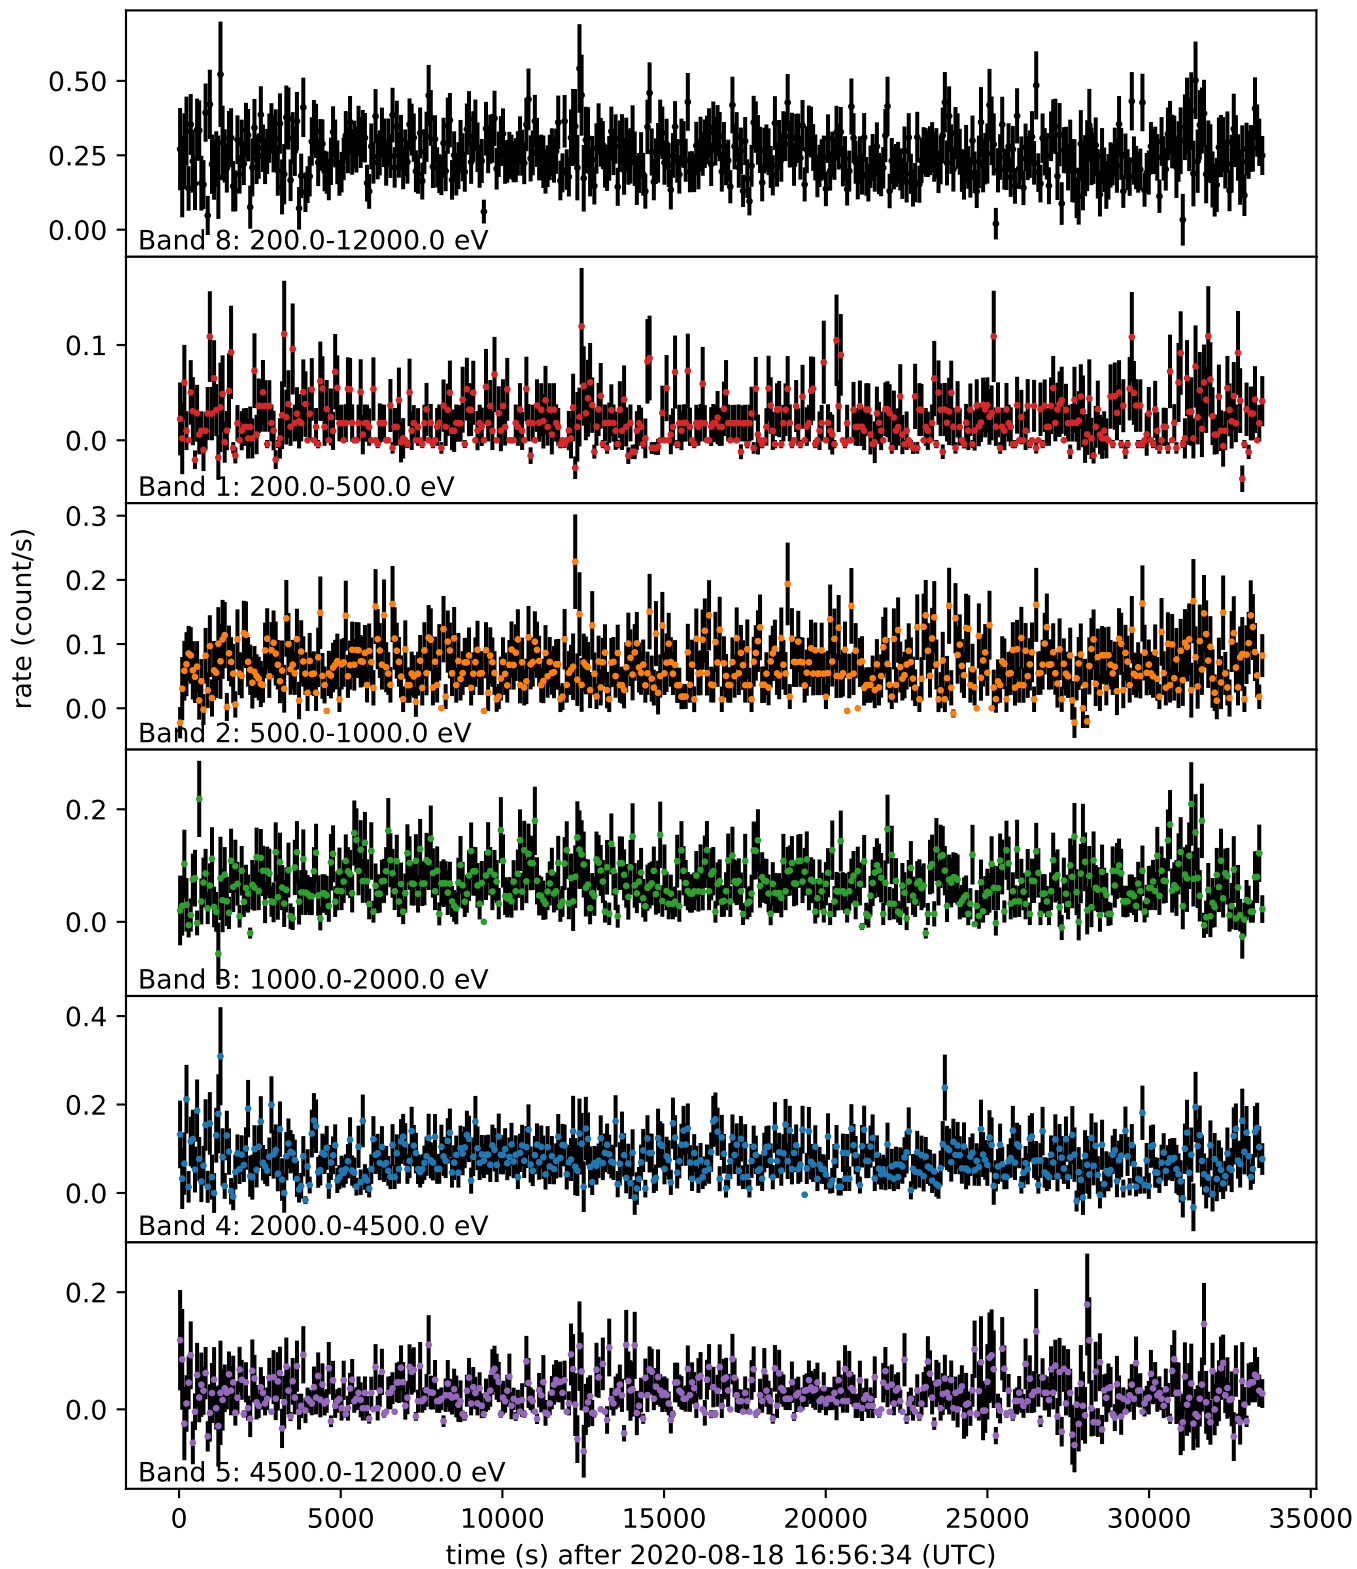 0.50
0.25
0.00
Band 8: 200.0-12000.0 eV
0.1
0.0
Band 1: 200.0-500.0 eV
0.3
0.2
0.1
0.0
Band 2: 500.0-1000.0 eV
rate (count/s)
0.2
0.0
Band 3: 1000.0-2000.0 eV
0.4
0.2
0.0
Band 4: 2000.0-4500.0 eV
0.2
0.0
Band 5: 4500.0-12000.0 eV
0 5000 10000 15000 20000 25000 30000 35000
time (s) after 2020-08-18 16:56:34 (UTC)